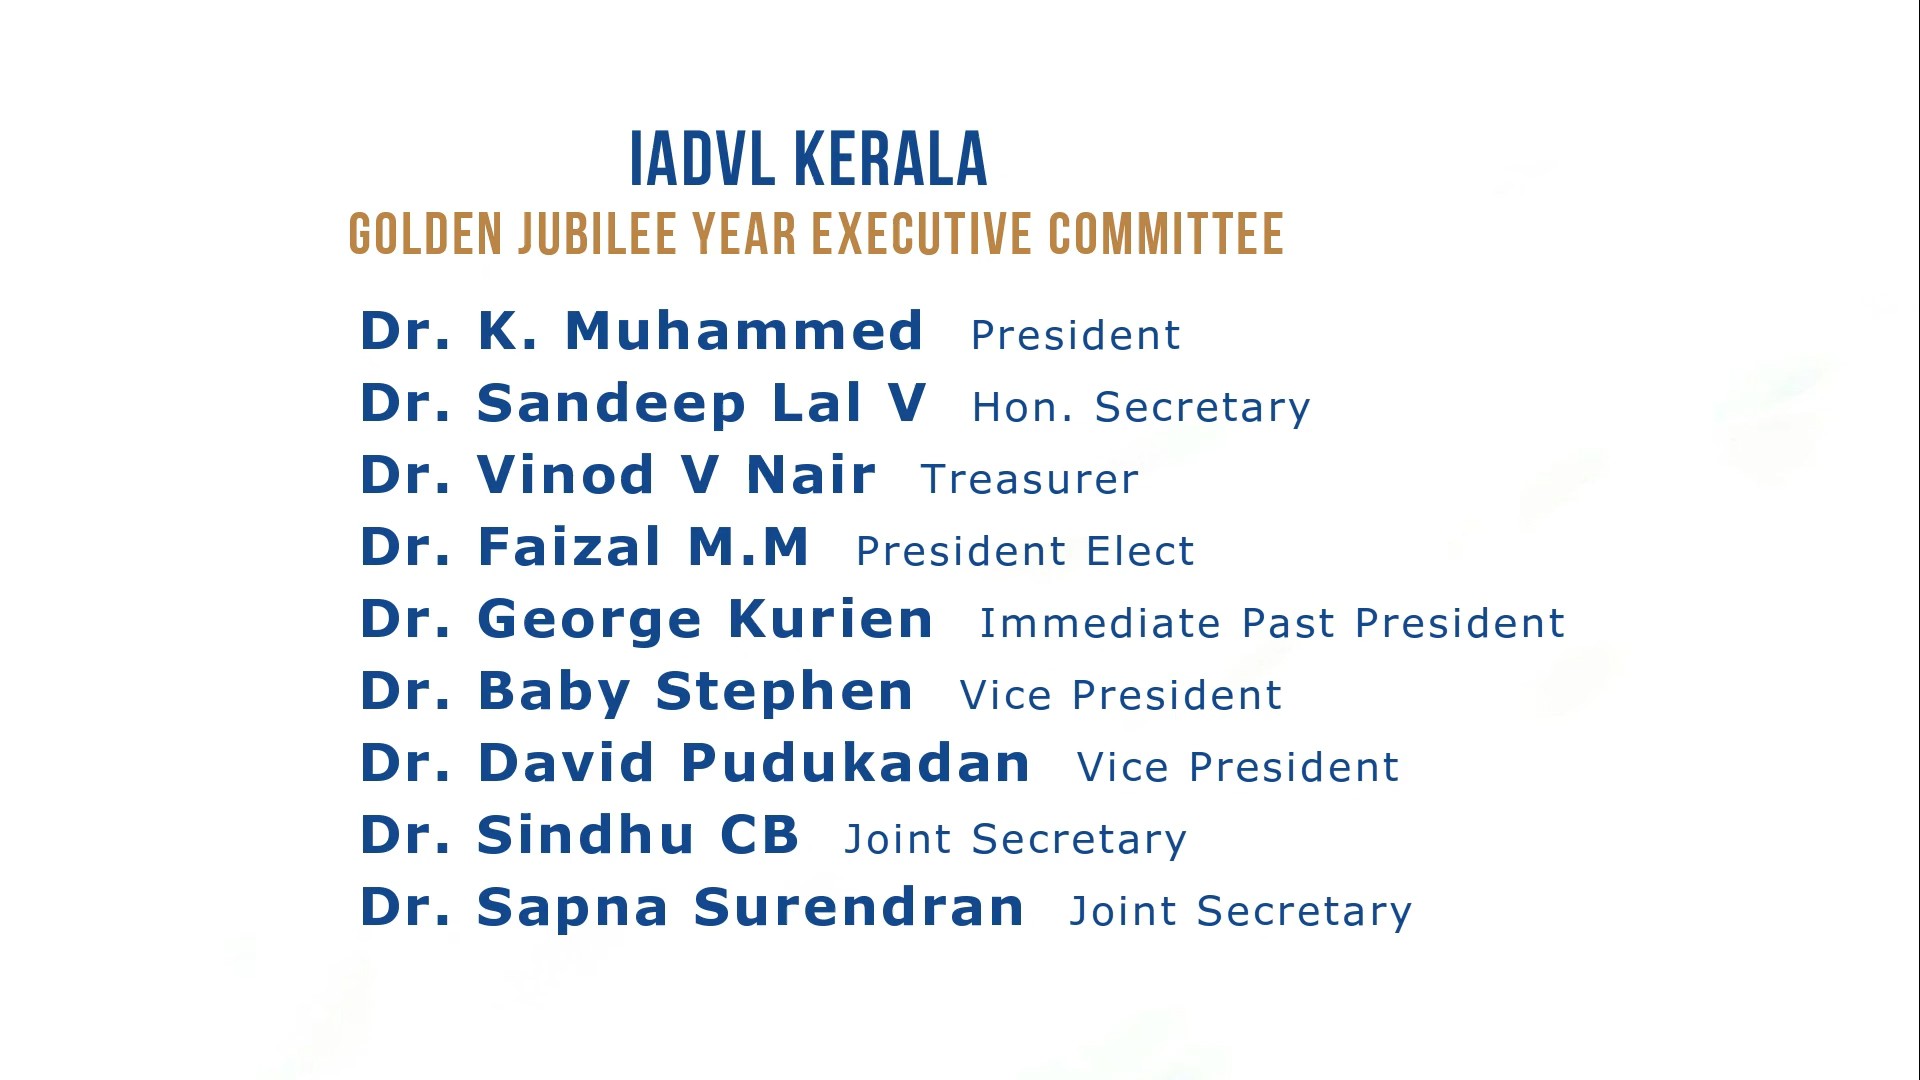 IADVL KERALA
GOLDEN JUBILEE YEAR EXECUTIVE COMMITTEE
Dr. K. Muhammed President
Dr. Sandeep Lal V Hon. Secretary
Dr. Vinod V Nair Treasurer
Dr. Faizal M.M President Elect
Dr. George Kurien Immediate Past President
Dr. Baby Stephen Vice President
Dr. David Pudukadan Vice President
Dr. Sindhu CB Joint Secretary
Dr. Sapna Surendran Joint Secretary